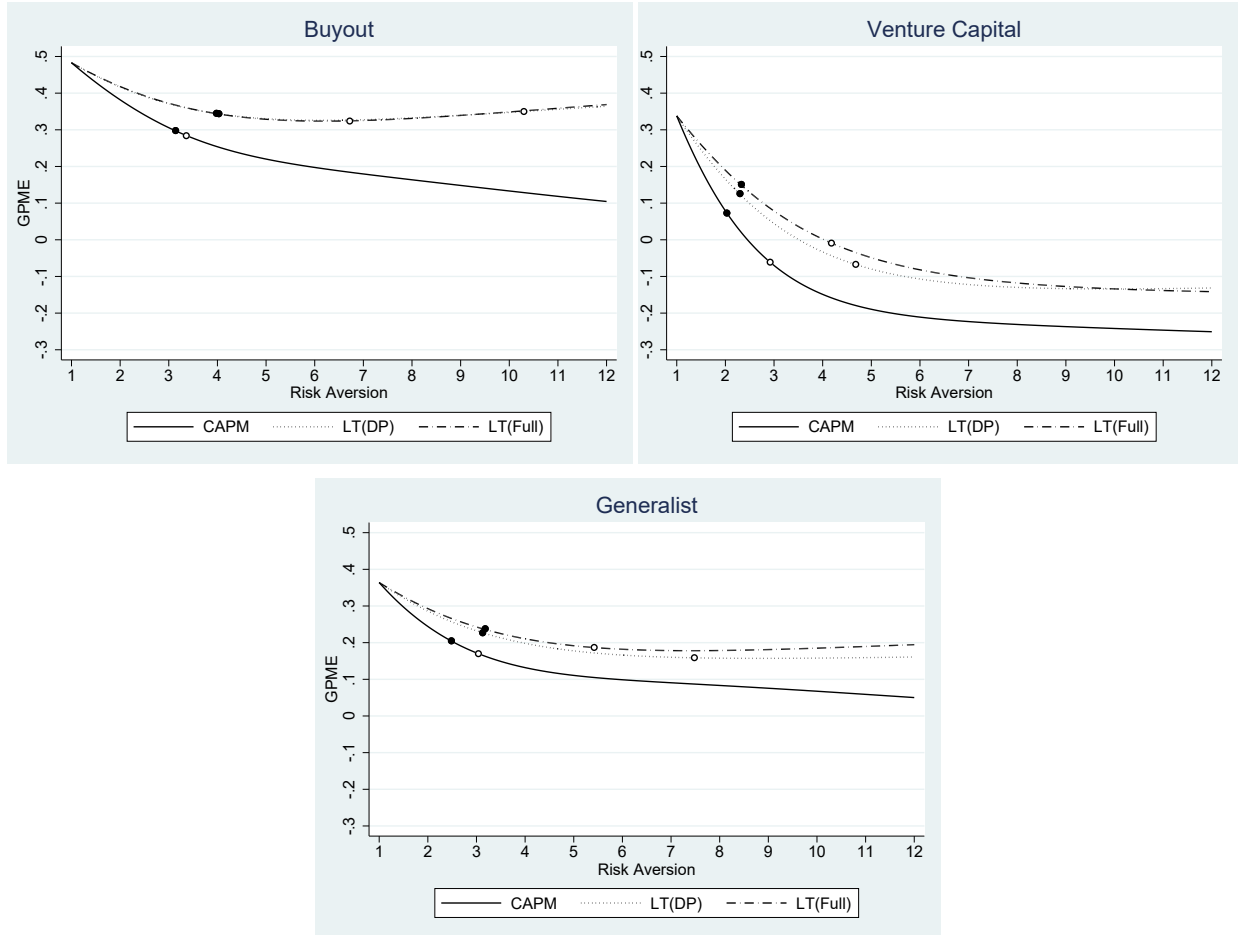 Buyout
GPME
.5
.4
.3
.2
.1
0
-.1
-.2
-.3
1 2 3 4 5 6 7 8 9 10 11 12
Risk Aversion
CAPM LT(DP) LT(Full)
Venture Capital
.5
.4
.3
.2
.1
0
-.1
-.2
-.3
1 2 3 4 5 6 7 8 9 10 11 12
Risk Aversion
CAPM LT(DP) LT(Full)
Generalist
GPME
.5
.4
.3
.2
.1
0
-.1
-.2
-.3
1 2 3 4 5 6 7 8 9 10 11 12
Risk Aversion
CAPM LT(DP) LT(Full)